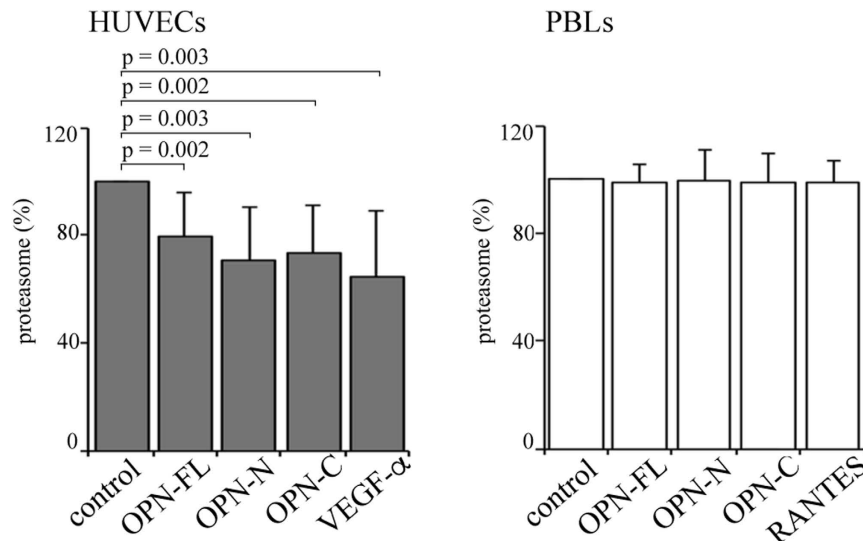 HUVECs
p = 0.003
p = 0.002
p = 0.003
p = 0.002
120
80
40
0
proteasome (%)
control
OPN-FL
OPN-N
OPN-C
VEGF-α
PBLs
120
80
40
0
proteasome (%)
control
OPN-FL
OPN-N
OPN-C
RANTES